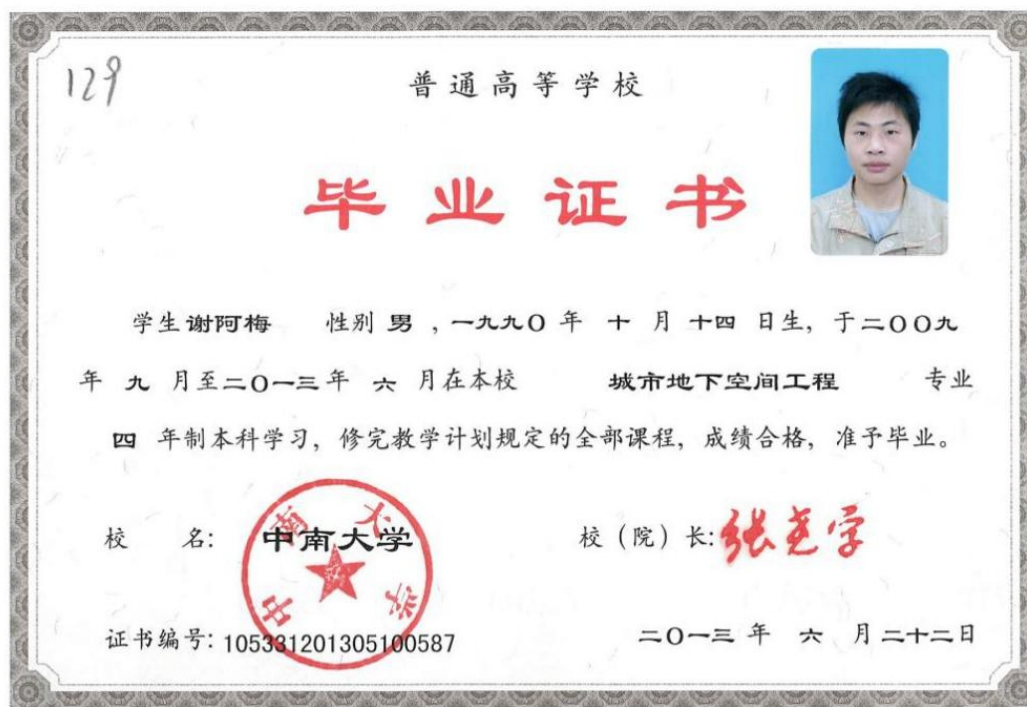 129
普通高等学校
毕业证书
学生谢阿梅 性别 男 ,一九九〇 年 十 月 十四 日生, 于二〇〇九
年 九 月至二〇一三年 六 月在本校 城市地下空间工程 专业
四 年制本科学习, 修完教学计划规定的全部课程, 成绩合格, 准予毕业。
校 名: 中南大学
中南大学
校 (院) 长: 张尧学
证书编号: 105331201305100587
二〇一三 年 六 月二十二日